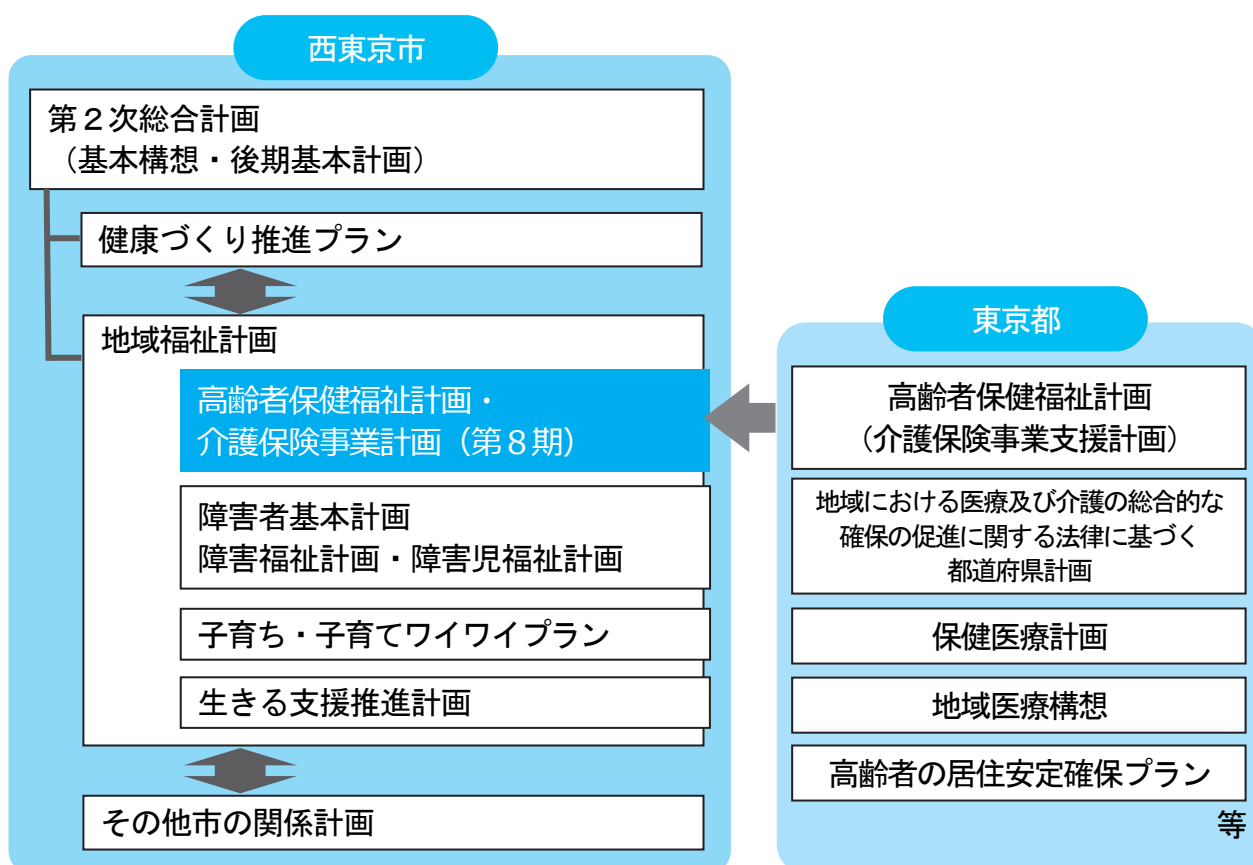 西東京市
第２次総合計画
（基本構想・後期基本計画）
健康づくり推進プラン
地域福祉計画
高齢者保健福祉計画・
介護保険事業計画（第８期）
障害者基本計画
障害福祉計画・障害児福祉計画
子育ち・子育てワイワイプラン
生きる支援推進計画
その他市の関係計画
東京都
高齢者保健福祉計画
（介護保険事業支援計画）
地域における医療及び介護の総合的な
確保の促進に関する法律に基づく
都道府県計画
保健医療計画
地域医療構想
高齢者の居住安定確保プラン
等